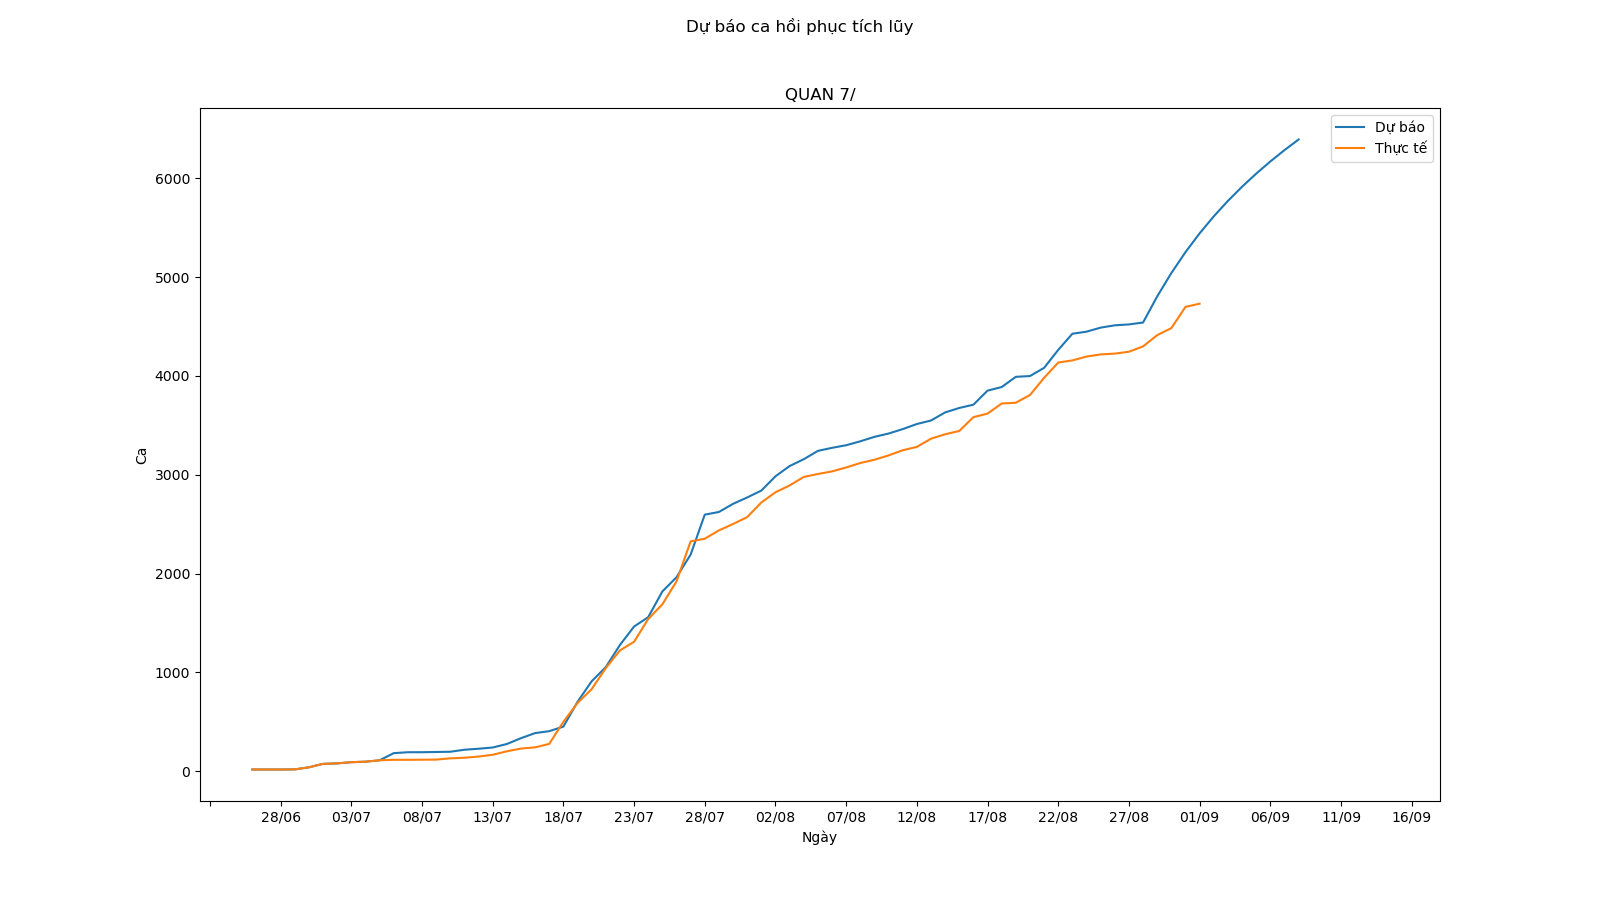 Dự báo ca hồi phục tích lũy
QUAN 7/
Dự báo
Thực tế
6000
5000
4000
3000
2000
1000
0
Ca
28/06 03/07 08/07 13/07 18/07 23/07 28/07 02/08 07/08 12/08 17/08 22/08 27/08 01/09 06/09 11/09 16/09
Ngày